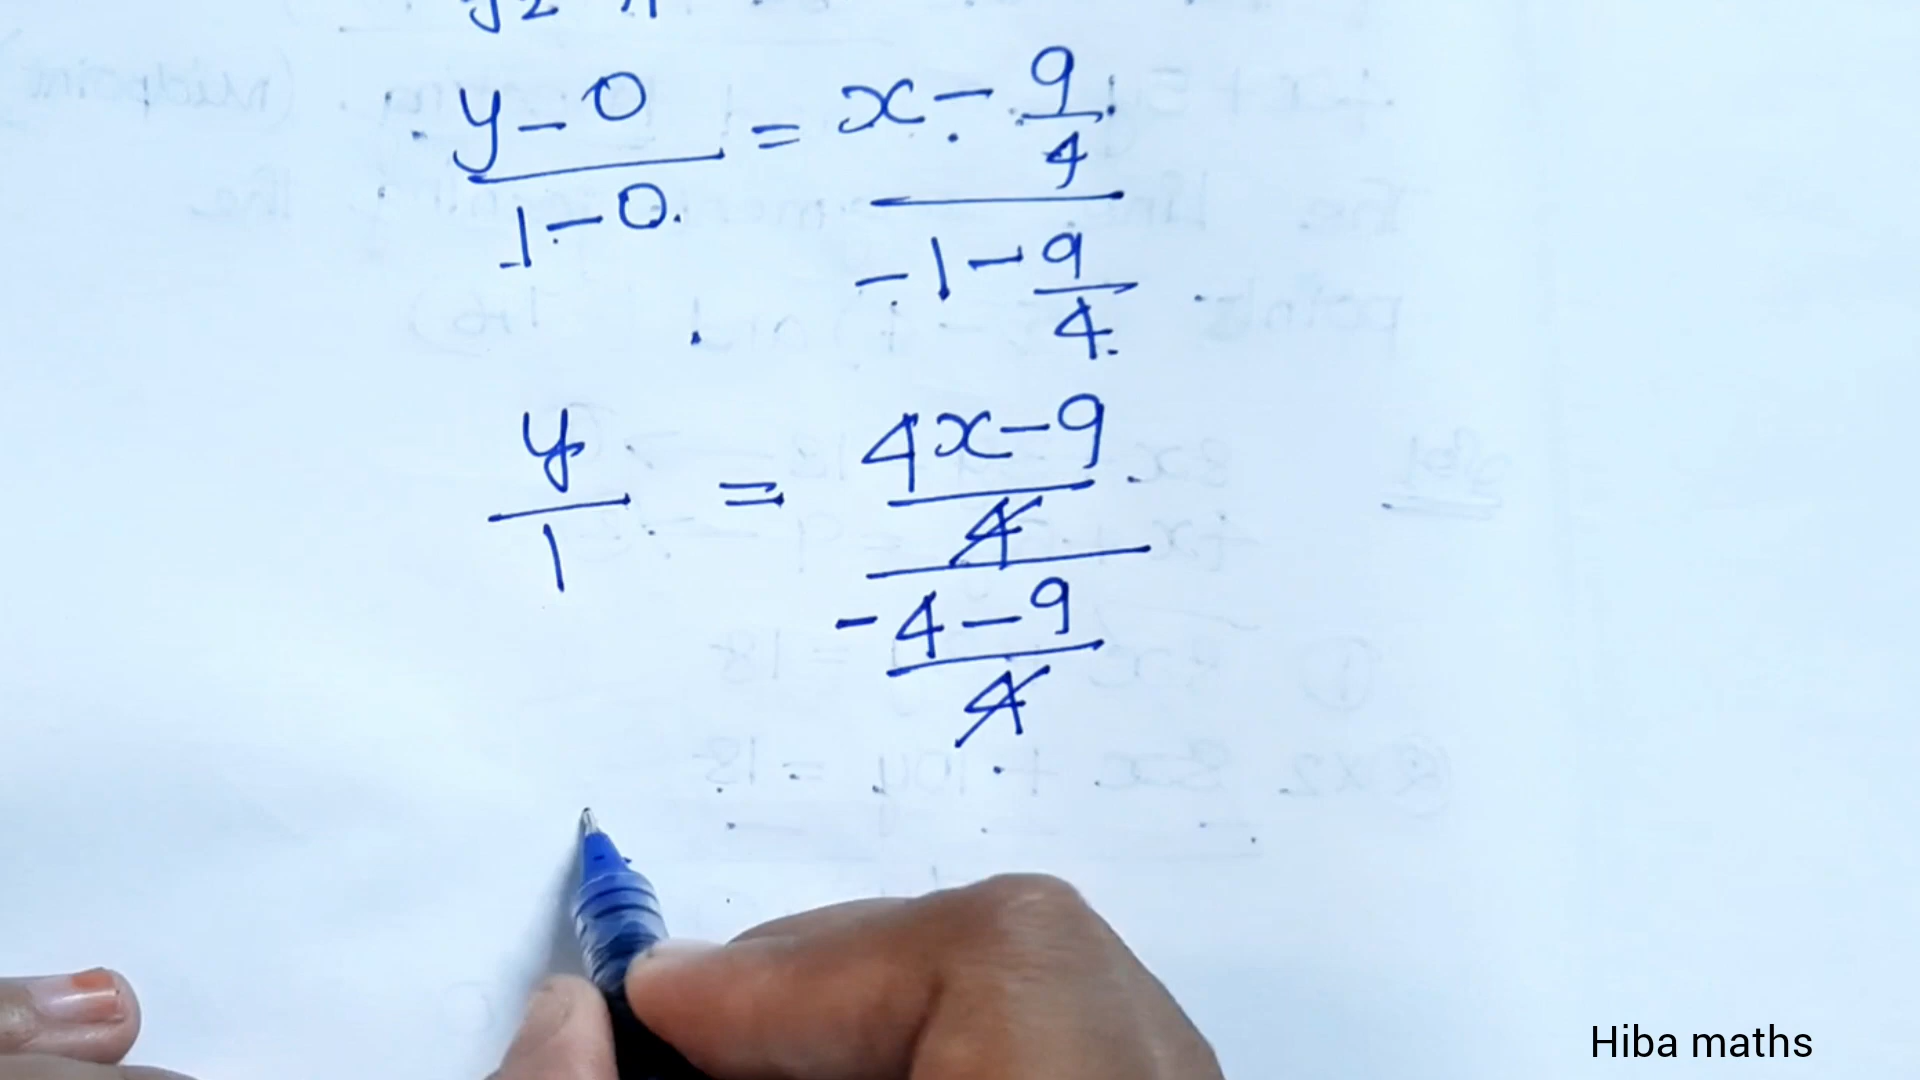 y - 0 / 1 - 0 = x - 9/4 / -1 - 9/4
y / 1 = 4x - 9 / 4 / -4 - 9 / 4
Hiba maths